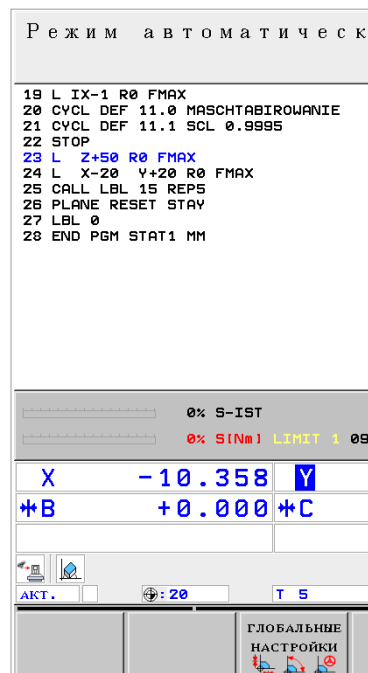 Режим автоматическ
19 L IX-1 R0 FMAX
20 CYCL DEF 11.0 MASCHTABIROWANIE
21 CYCL DEF 11.1 SCL 0.9995
22 STOP
23 L Z+50 R0 FMAX
24 L X-20 Y+20 R0 FMAX
25 CALL LBL 15 REP5
26 PLANE RESET STAY
27 LBL 0
28 END PGM STAT1 MM
0% S-IST
0% S[Nm] LIMIT 1 09
X -10.358 Y
B +0.000 C
АКТ. : 20 T 5
ГЛОБАЛЬНЫЕ
НАСТРОЙКИ